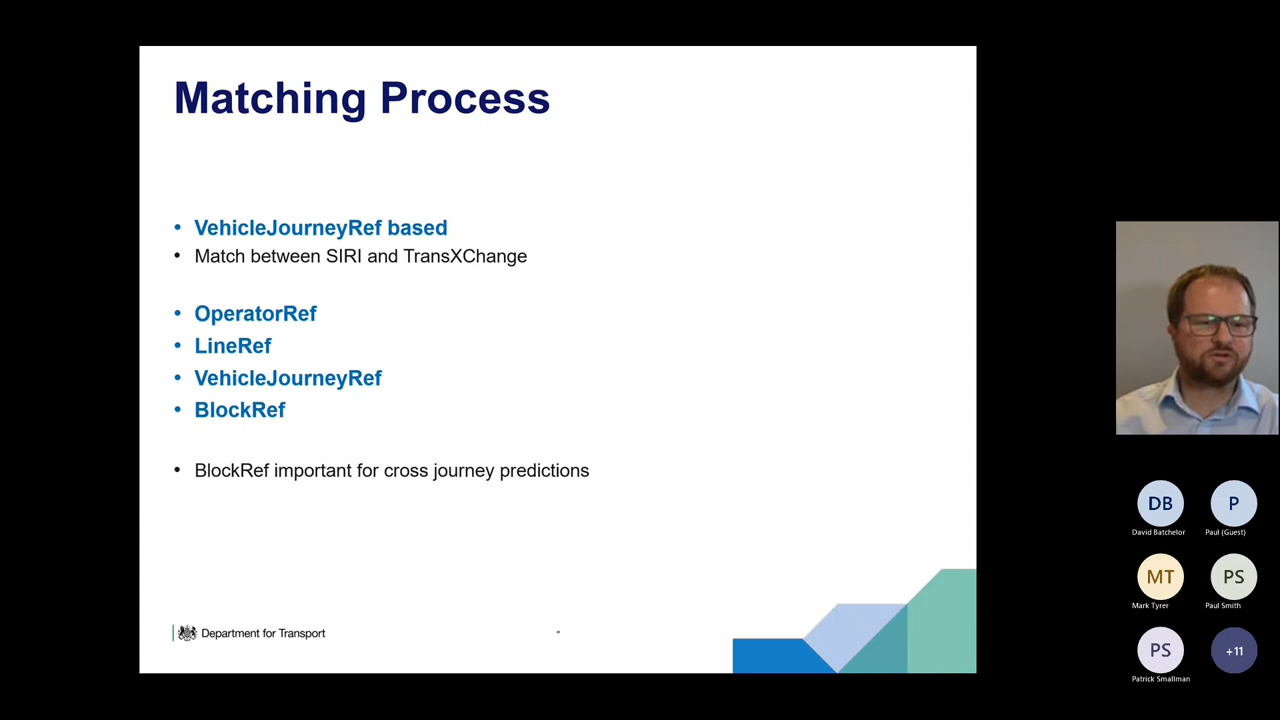 Matching Process
• VehicleJourneyRef based
• Match between SIRI and TransXChange
• OperatorRef
• LineRef
• VehicleJourneyRef
• BlockRef
• BlockRef important for cross journey predictions
Department for Transport
"
DB
P
David Batchelor
Paul (Guest)
MT
PS
Mark Tyrer
Paul Smith
PS
+11
Patrick Smallman